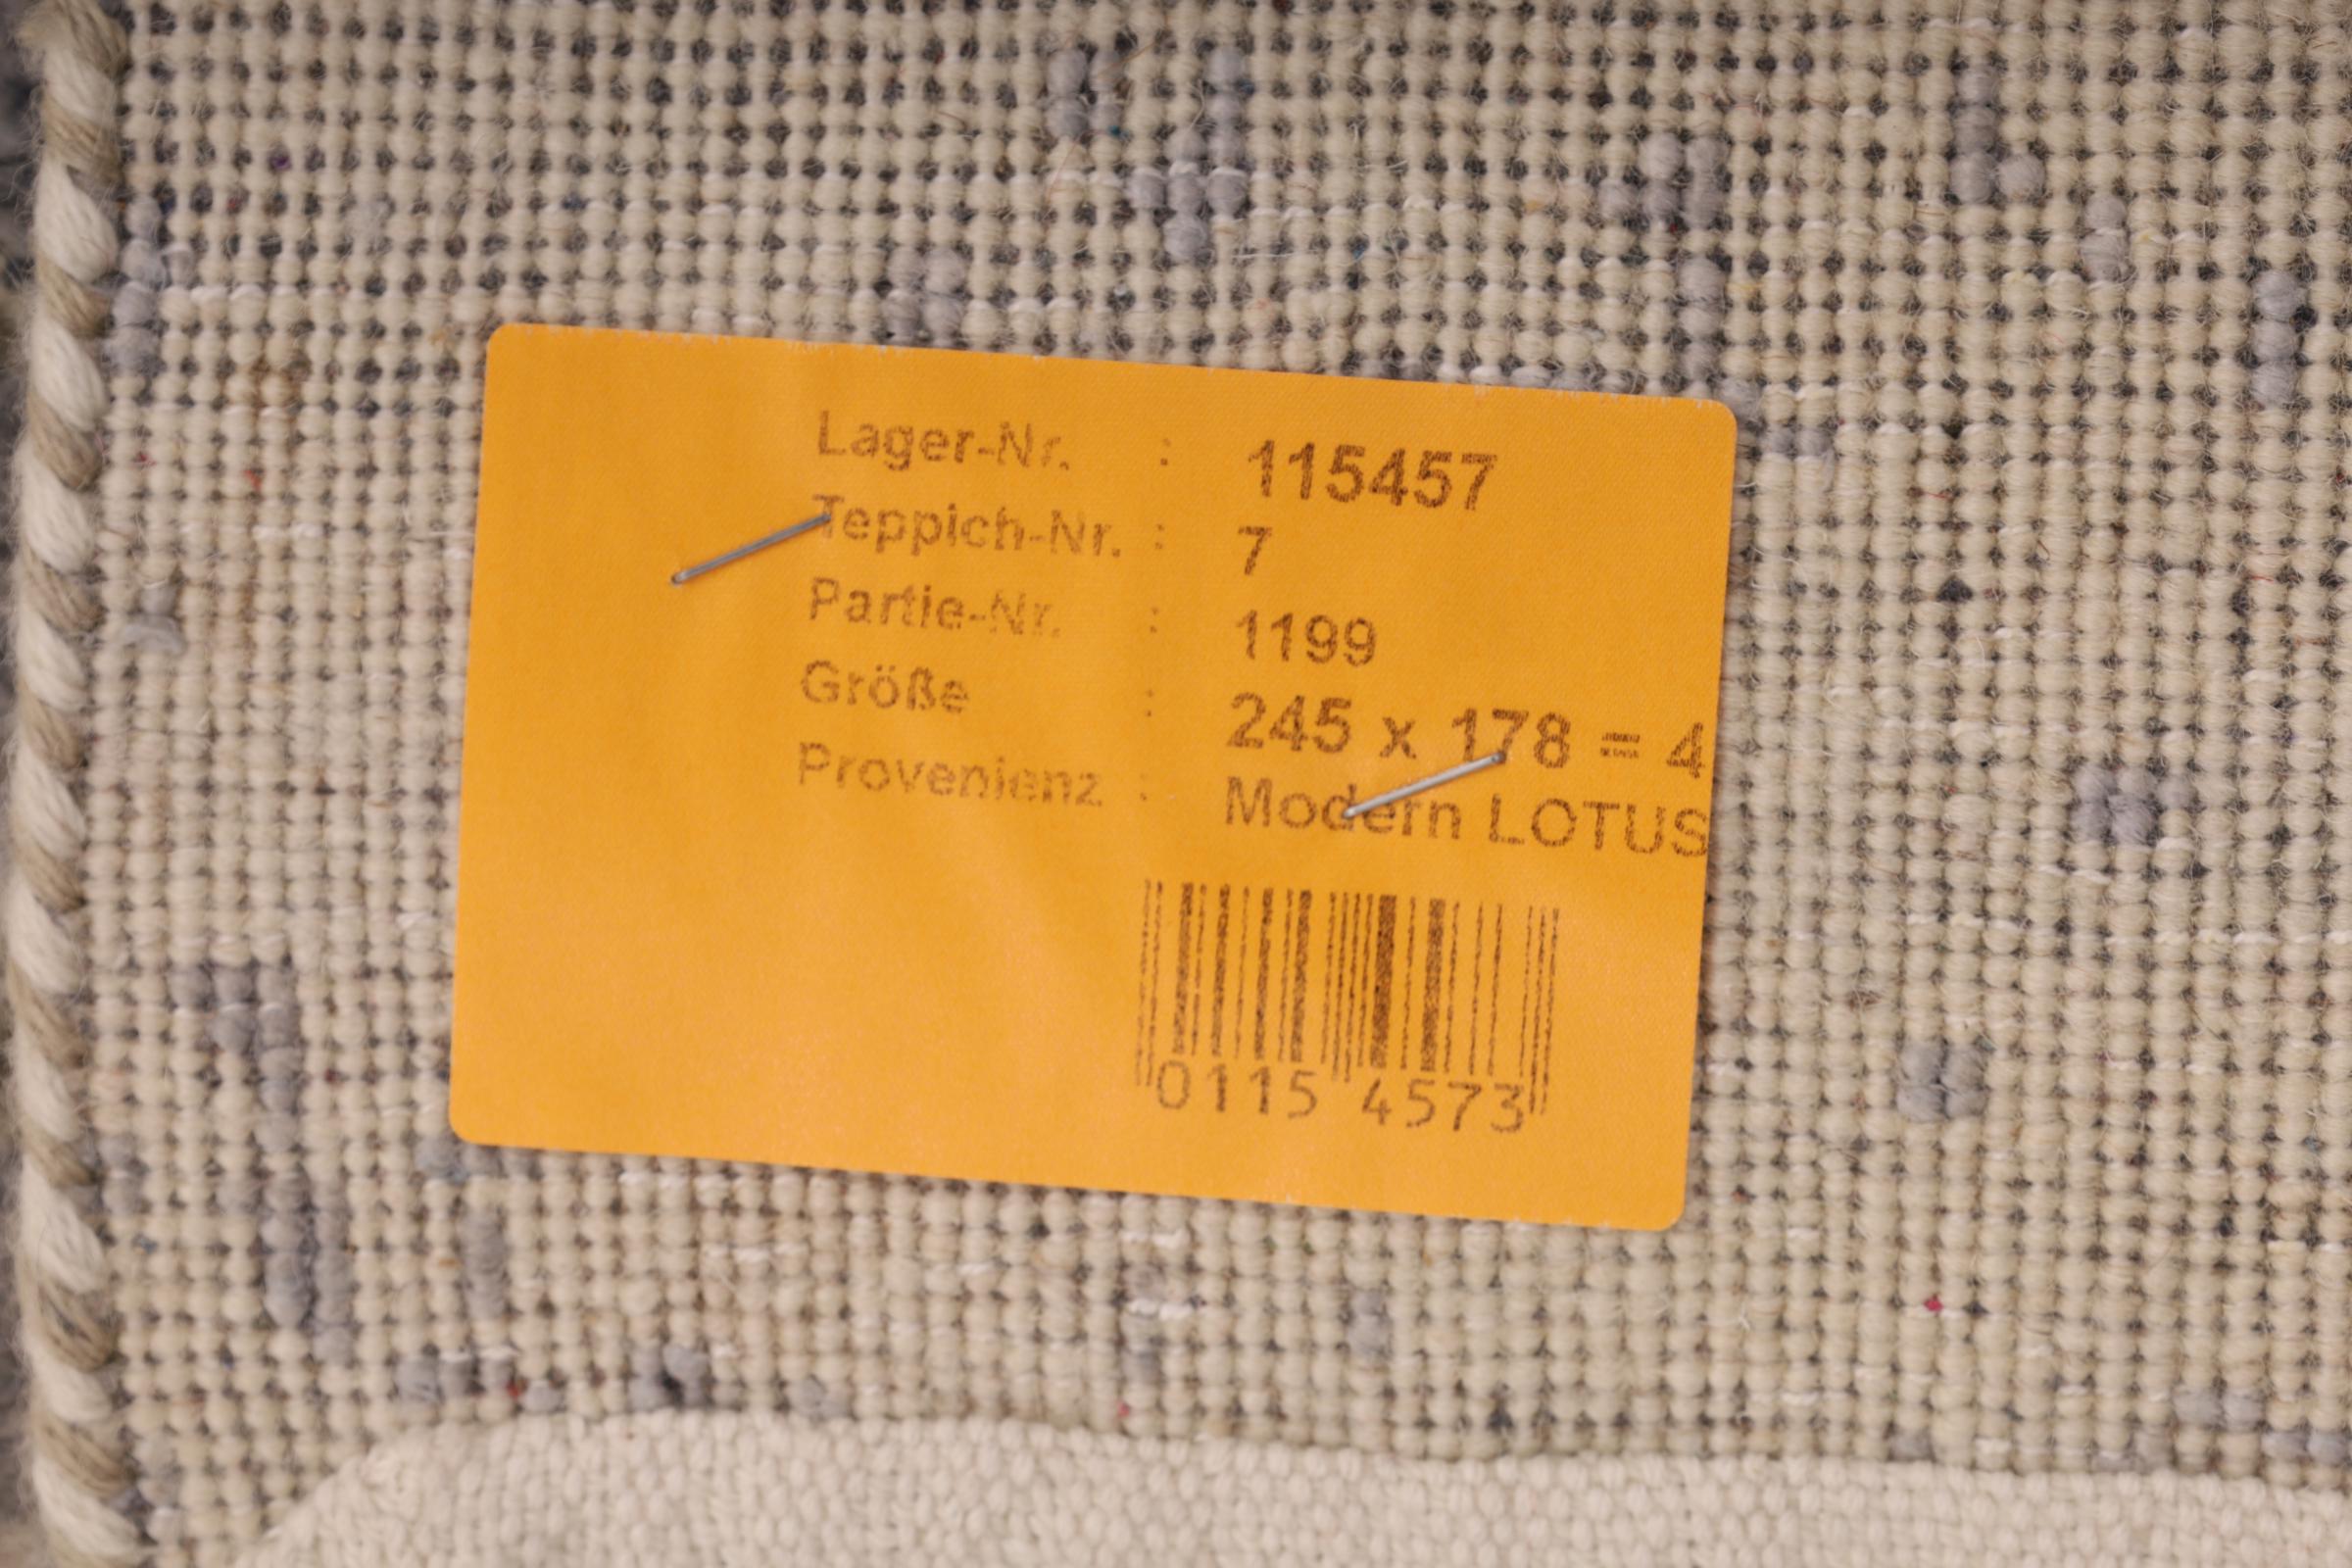 Lager-Nr. : 115457
Teppich-Nr. : 7
Partie-Nr. : 1199
Größe : 245 x 178 = 4
Provenienz : Modern LOTUS
0115 4573